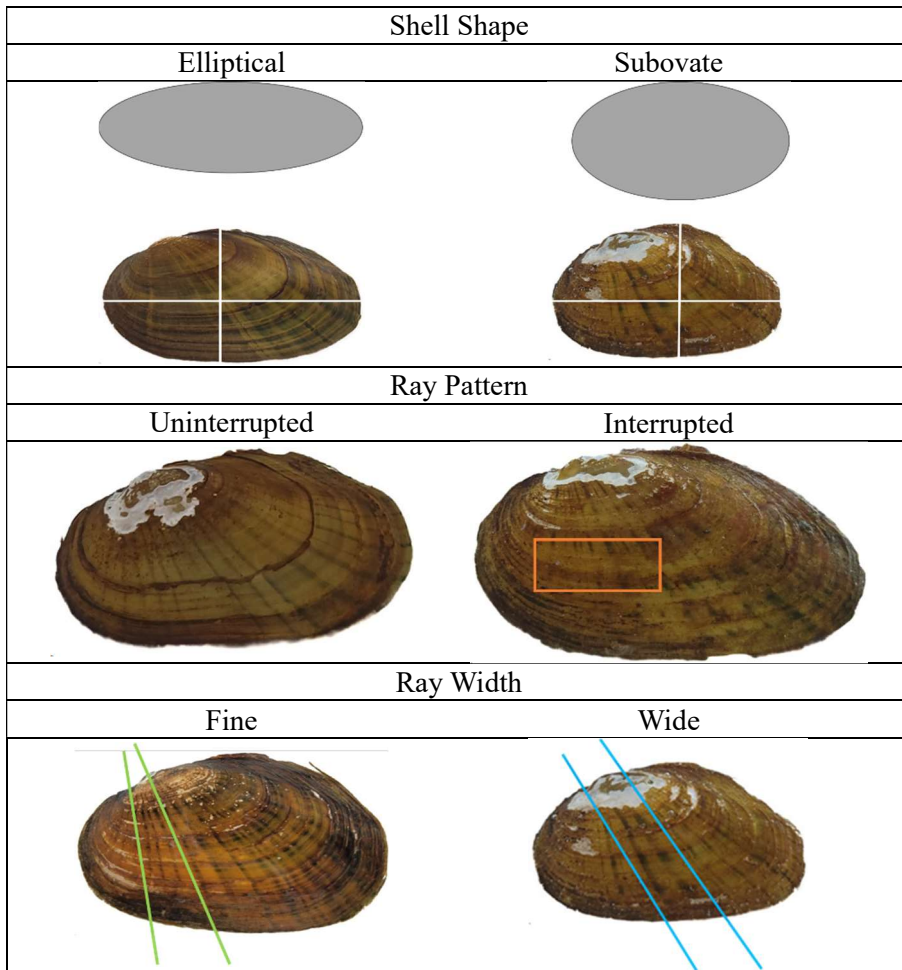 Shell Shape
Elliptical Subovate
Ray Pattern
Uninterrupted Interrupted
Ray Width
Fine Wide